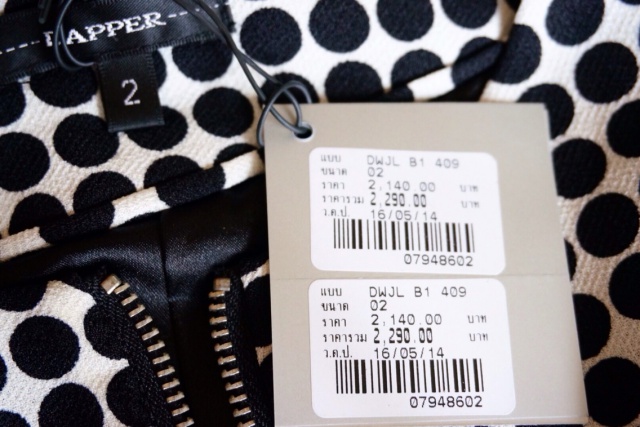 DAPPER
2
แบบ DWJL B1 409
ขนาด 02
ราคา 2,140.00 บาท
ราคารวม 2,290.00 บาท
ว.ด.ป. 16/05/14
07948602
แบบ DWJL B1 409
ขนาด 02
ราคา 2,140.00 บาท
ราคารวม 2,290.00 บาท
ว.ด.ป. 16/05/14
07948602